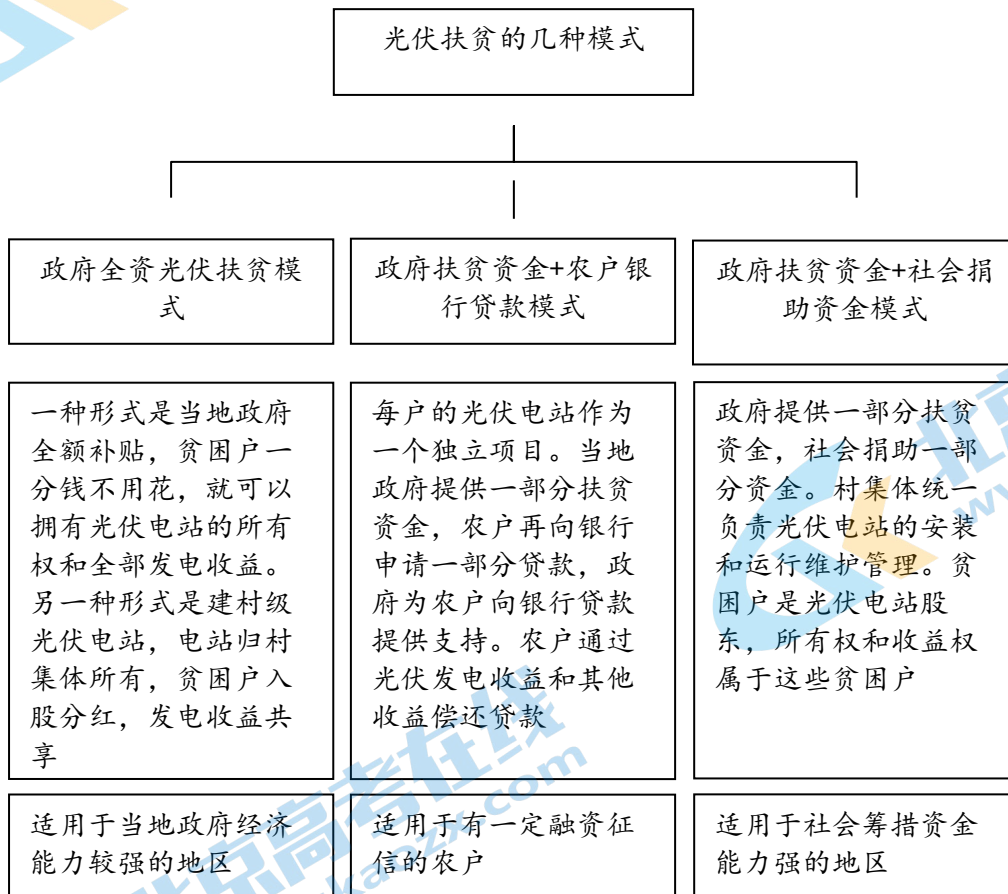 光伏扶贫的几种模式
政府全资光伏扶贫模
式
政府扶贫资金+农户银
行贷款模式
政府扶贫资金+社会捐
助资金模式
一种形式是当地政府
全额补贴，贫困户一
分钱不用花，就可以
拥有光伏电站的所有
权和全部发电收益。
另一种形式是建村级
光伏电站，电站归村
集体所有，贫困户入
股分红，发电收益共
享
每户的光伏电站作为
一个独立项目。当地
政府提供一部分扶贫
资金，农户再向银行
申请一部分贷款，政
府为农户向银行贷款
提供支持。农户通过
光伏发电收益和其他
收益偿还贷款
政府提供一部分扶贫
资金，社会捐助一部
分资金。村集体统一
负责光伏电站的安装
和运行维护管理。贫
困户是光伏电站股
东，所有权和收益权
属于这些贫困户
适用于当地政府经济
能力较强的地区
适用于有一定融资征
信的农户
适用于社会筹措资金
能力强的地区